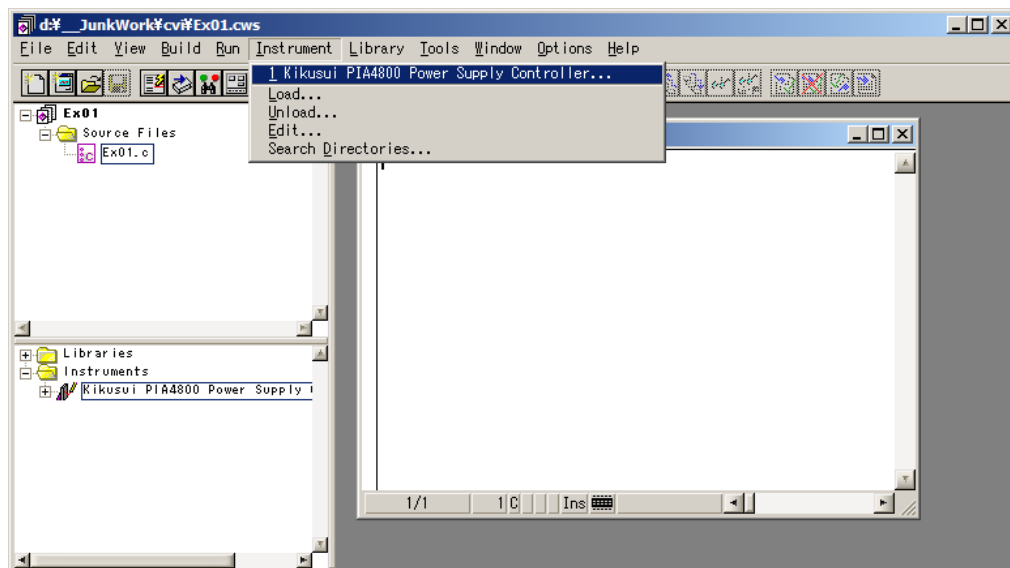 d:¥__JunkWork¥cvi¥Ex01.cws
File Edit View Build Run Instrument Library Tools Window Options Help
1 Kikusui PIA4800 Power Supply Controller...
Load...
Unload...
Edit...
Search Directories...
Ex01
Source Files
Ex01.c
Libraries
Instruments
Kikusui PIA4800 Power Supply
1/1 1 C Ins